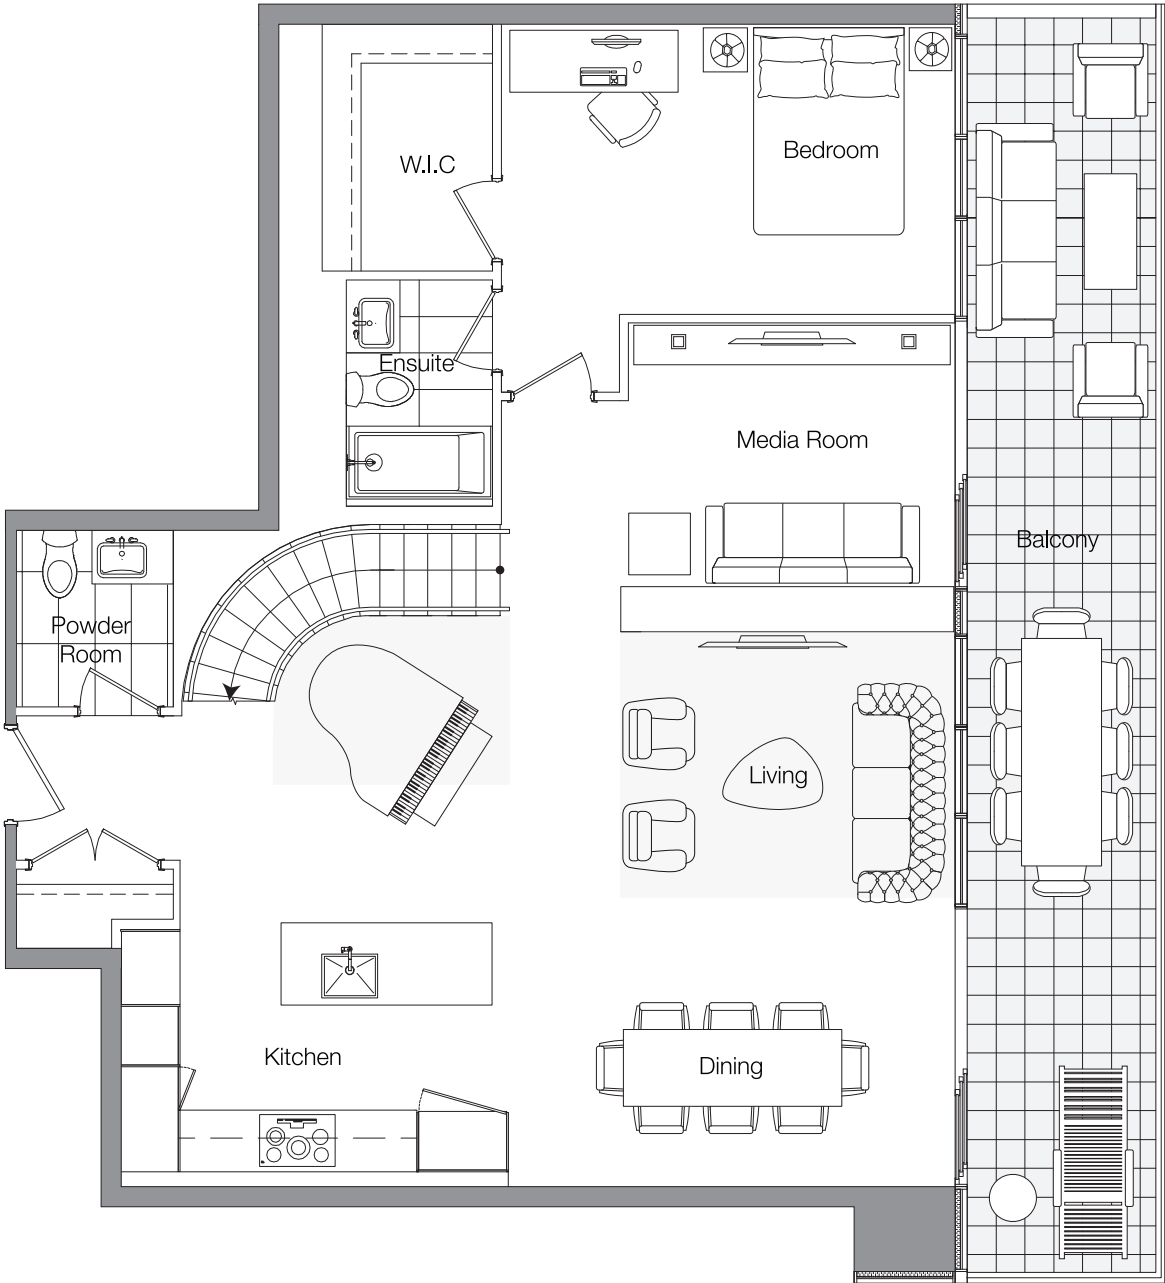 Bedroom
W.I.C
Ensuite
Media Room
Balcony
Powder
Room
Living
Kitchen
Dining